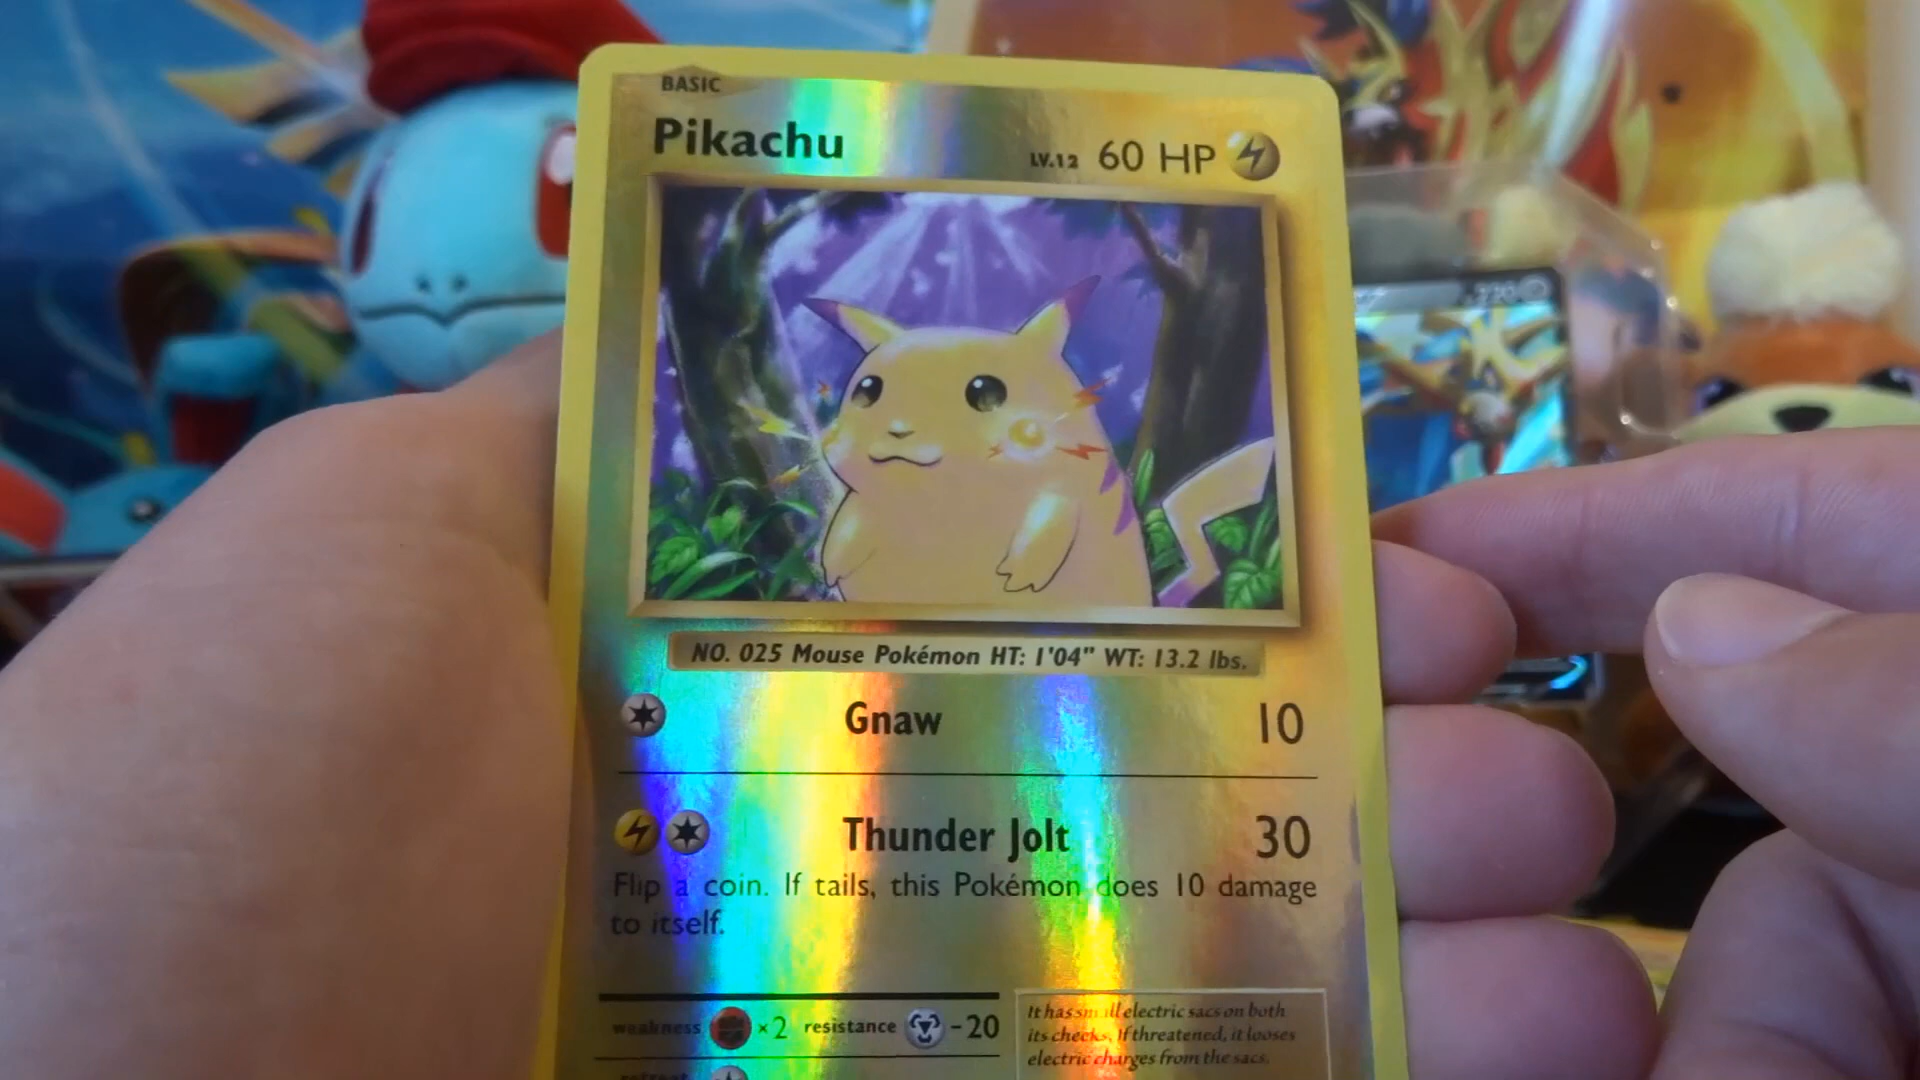 BASIC
Pikachu LV.12 60 HP
NO. 025 Mouse Pokémon HT: 1'04" WT: 13.2 lbs.
Gnaw 10
Thunder Jolt 30
Flip a coin. If tails, this Pokémon does 10 damage
to itself.
weakness ×2 resistance -20
It has small electric sacs on both
its cheeks. If threatened, it looses
electric charges from the sacs.
retreat
220